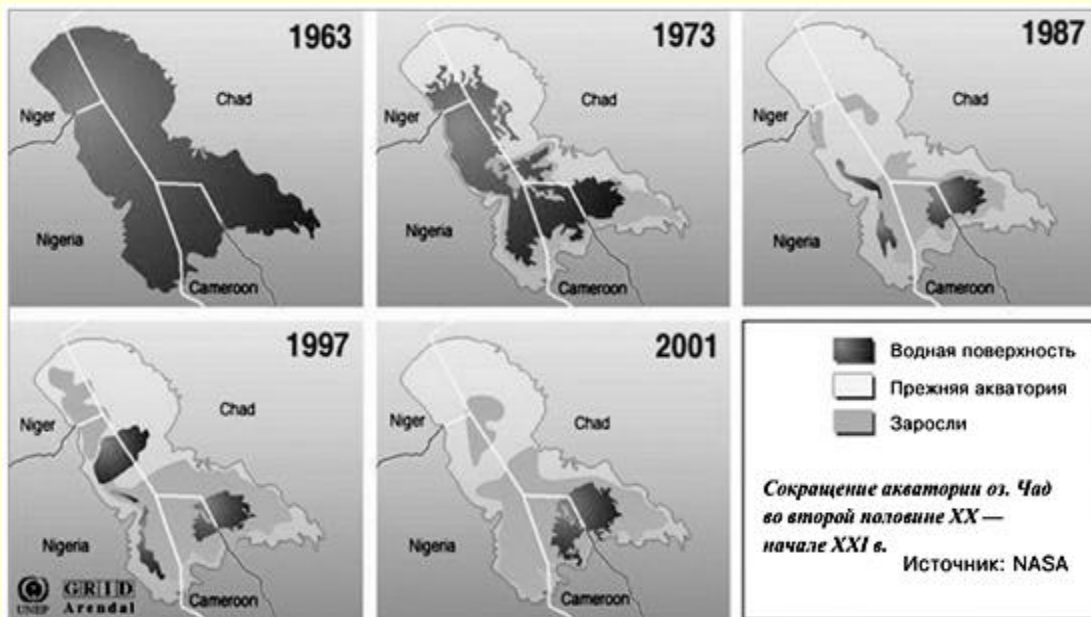 1963
Chad
Niger
Nigeria
Cameroon
1973
Chad
Niger
Nigeria
Cameroon
1987
Chad
Niger
Nigeria
Cameroon
1997
Chad
Niger
Nigeria
Cameroon
UNEP
GRID
Arendal
2001
Chad
Niger
Nigeria
Cameroon
Водная поверхность
Прежняя акватория
Заросли
Сокращение акватории оз. Чад
во второй половине XX —
начале XXI в.
Источник: NASA